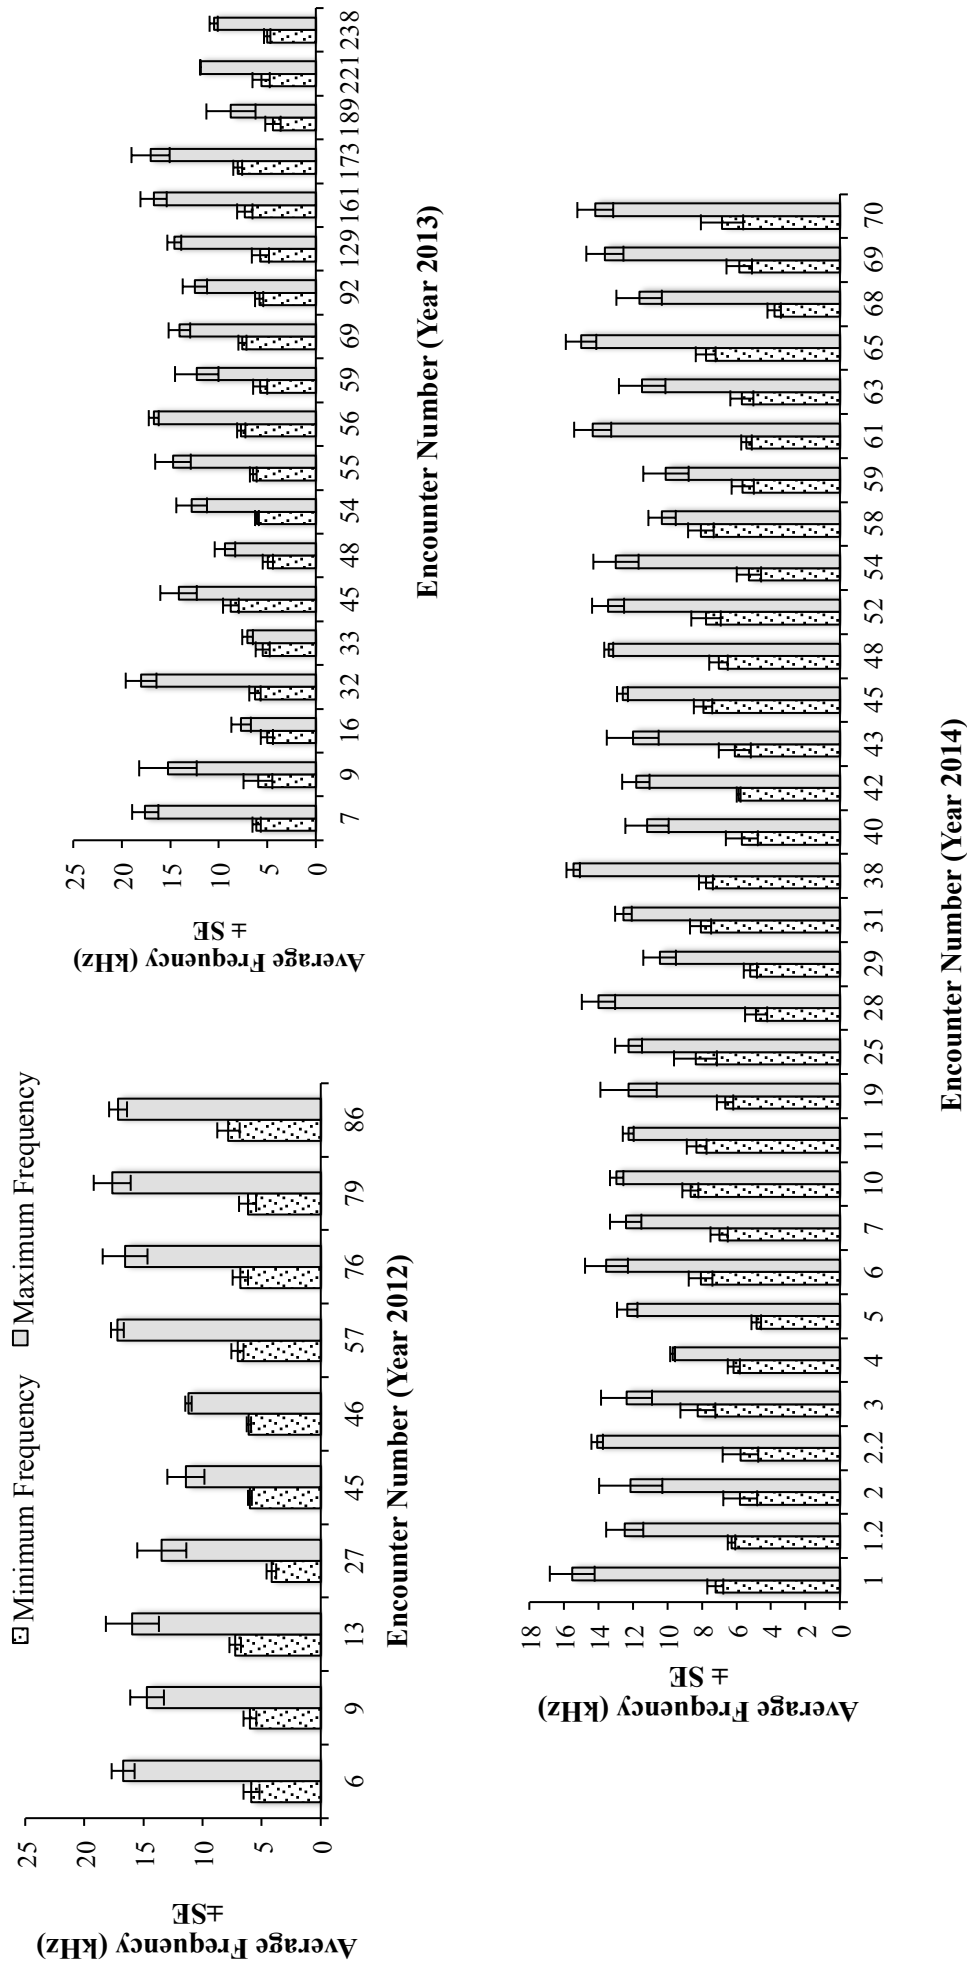 Minimum Frequency Maximum Frequency
Average Frequency (kHz)
±SE
25
20
15
10
5
0
6 9 13 27 45 46 57 76 79 86
Encounter Number (Year 2012)
Average Frequency (kHz)
± SE
25
20
15
10
5
0
7 9 16 32 33 45 48 54 55 56 59 69 92 129 161 173 189 221 238
Encounter Number (Year 2013)
Average Frequency (kHz)
± SE
18
16
14
12
10
8
6
4
2
0
1 1.2 2 2.2 3 4 5 6 7 10 11 19 25 28 29 31 38 40 42 43 45 48 52 54 58 59 61 63 65 68 69 70
Encounter Number (Year 2014)